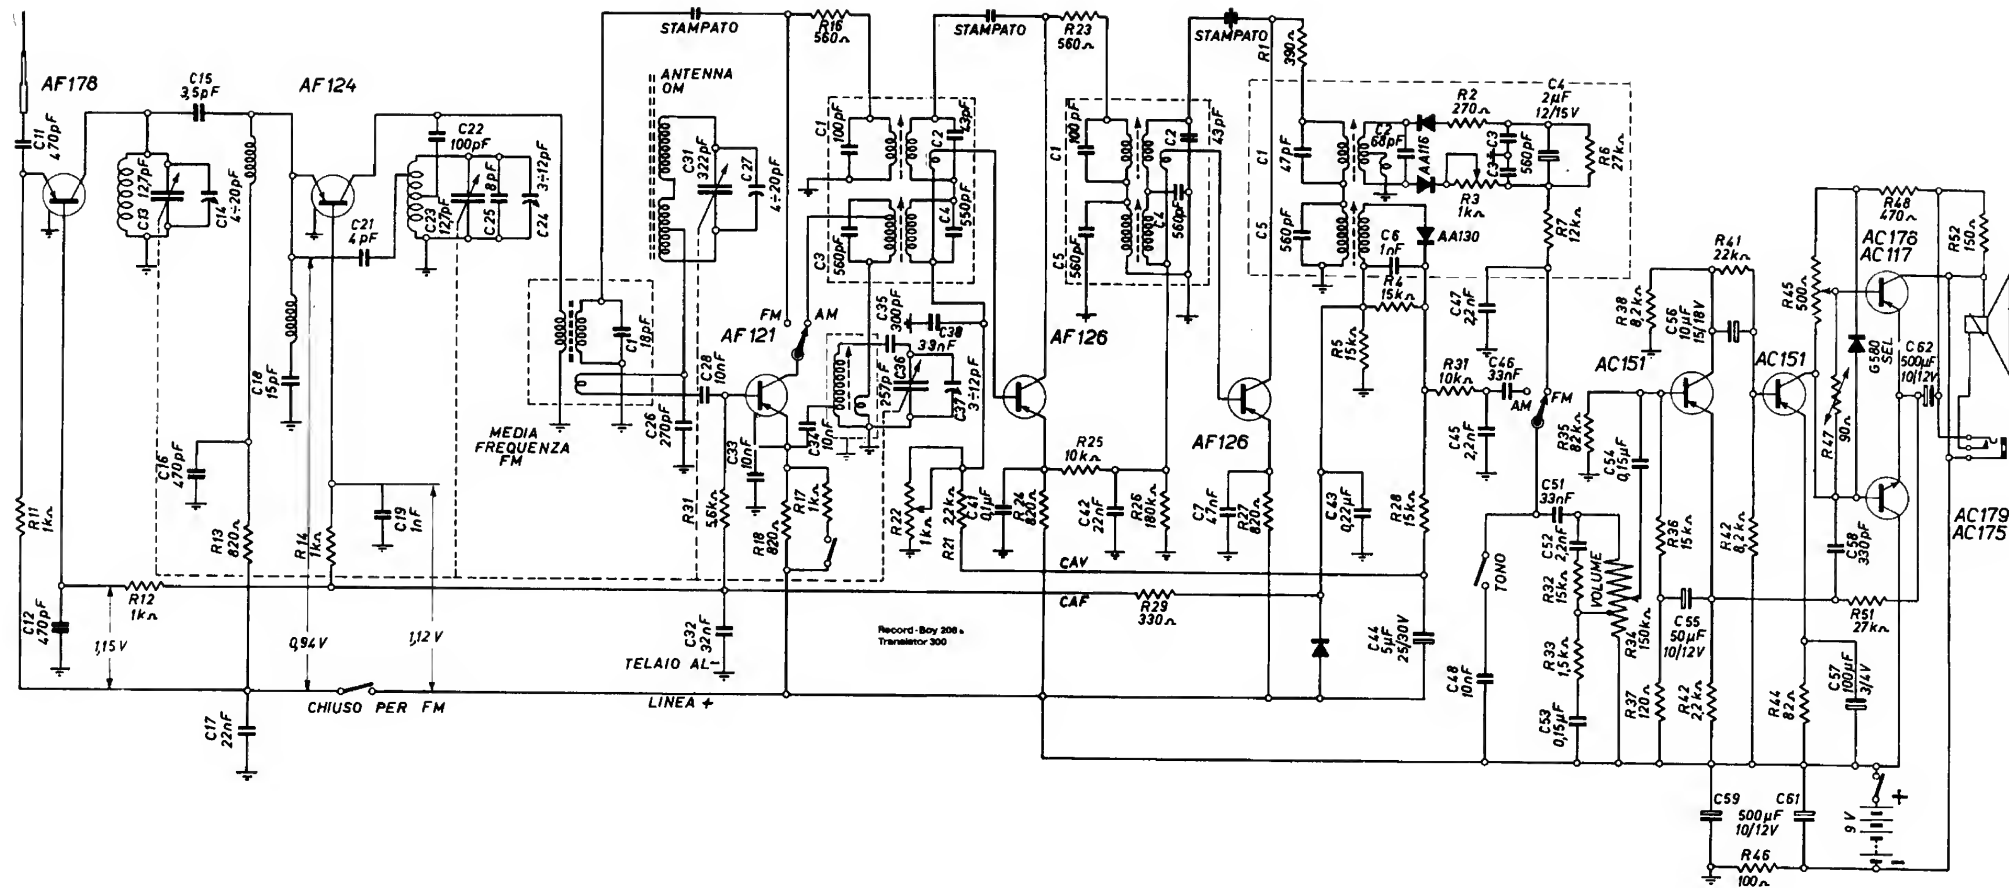 STAMPATO
R16
560Ω
STAMPATO
R23
560Ω
STAMPATO
R1
390Ω
AF178
C15
3,5pF
AF124
ANTENNA
OM
C11
470pF
C22
100pF
C13
12,7pF
C14
4÷20pF
C21
4pF
C23
12,7pF
C25
8pF
C24
3÷12pF
C31
322pF
C27
4÷20pF
C1
100pF
C2
43pF
C3
560pF
C4
550pF
C1
100pF
C2
43pF
C5
560pF
C4
560pF
C1
47pF
C5
560pF
C2
68pF
AA116
R2
270Ω
R3
1kΩ
C3
C3
560pF
C4
2µF
12/15V
R6
27kΩ
R7
12kΩ
AA130
C6
1nF
R4
15kΩ
R5
15kΩ
C47
2,2nF
R48
470Ω
AC176
AC117
R52
150Ω
R41
22kΩ
R45
500Ω
R38
8,2kΩ
C56
10µF
15/18V
G580
SEL
C62
500µF
10/12V
C18
15pF
C1
18pF
MEDIA
FREQUENZA
FM
C26
270pF
C28
10nF
AF121
FM
AM
C35
300pF
C38
39nF
C36
257pF
C37
3÷12pF
C33
10nF
C34
10nF
AF126
AF126
R31
10kΩ
C46
33nF
AM
FM
C45
2,2nF
AC151
AC151
R35
82kΩ
C54
0,15µF
R47
90Ω
AC179
AC175
C16
470pF
R11
1kΩ
R13
820Ω
R14
1kΩ
C19
1nF
R31
5,6kΩ
R18
820Ω
R17
1kΩ
R22
1kΩ
2,2kΩ
R21
C41
0,1µF
R24
820Ω
R25
10kΩ
C42
22nF
R26
180kΩ
C7
47nF
R27
820Ω
C43
0,22µF
R28
15kΩ
C51
33nF
C52
2,2nF
R32
15kΩ
VOLUME
R34
150kΩ
R36
15kΩ
R42
8,2kΩ
C58
330pF
CAV
CAF
R29
330Ω
TONO
R33
1,5kΩ
C55
50µF
10/12V
R51
27kΩ
C12
470pF
R12
1kΩ
1,15V
0,94V
1,12V
C32
32nF
Record-Boy 208 s
Translator 300
TELAIO AL -
C44
5µF
25/30V
C48
10nF
C53
0,15µF
R37
120Ω
R42
2,2kΩ
R44
82Ω
C57
100µF
3/4V
CHIUSO PER FM
LINEA +
C17
22nF
C59
500µF
10/12V
C61
9V
+
-
R46
100Ω